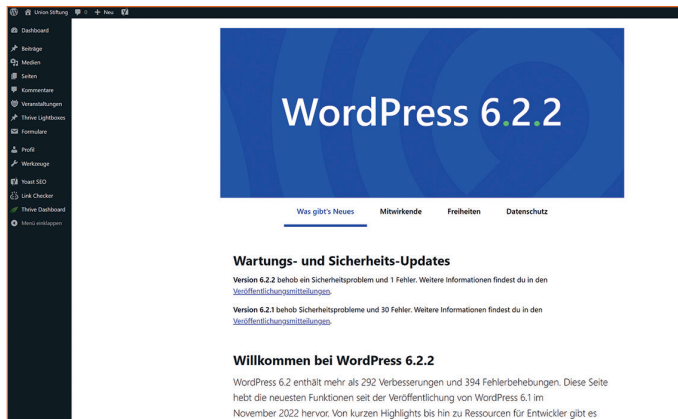 Union Stiftung 0 Neu
Dashboard
Beiträge
Medien
Seiten
Kommentare
Veranstaltungen
Thrive Lightboxes
Formulare
Profil
Werkzeuge
Yoast SEO
Link Checker
Thrive Dashboard
Menü einklappen
WordPress 6.2.2
Was gibt's Neues Mitwirkende Freiheiten Datenschutz
Wartungs- und Sicherheits-Updates
Version 6.2.2 behob ein Sicherheitsproblem und 1 Fehler. Weitere Informationen findest du in den
Veröffentlichungsmitteilungen.
Version 6.2.1 behob Sicherheitsprobleme und 30 Fehler. Weitere Informationen findest du in den
Veröffentlichungsmitteilungen.
Willkommen bei WordPress 6.2.2
WordPress 6.2 enthält mehr als 292 Verbesserungen und 394 Fehlerbehebungen. Diese Seite
hebt die neuesten Funktionen seit der Veröffentlichung von WordPress 6.1 im
November 2022 hervor. Von kurzen Highlights bis hin zu Ressourcen für Entwickler gibt es